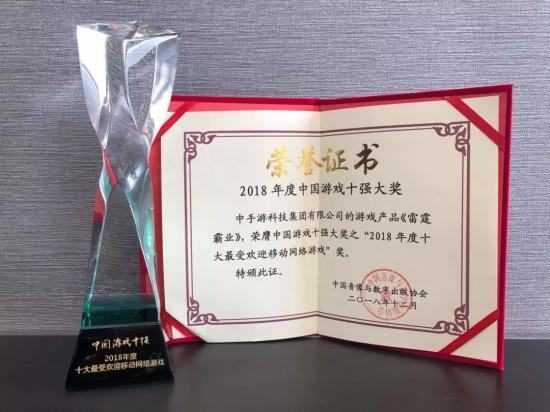 荣誉证书
2018年度中国游戏十强大奖
中手游科技集团有限公司的游戏产品《雷霆
霸业》，荣膺中国游戏十强大奖之“2018年度十
大最受欢迎移动网络游戏”奖。
特颁此证。
中国音像与数字出版协会
二〇一八年十二月
中国游戏十强
2018年度
十大最受欢迎移动网络游戏